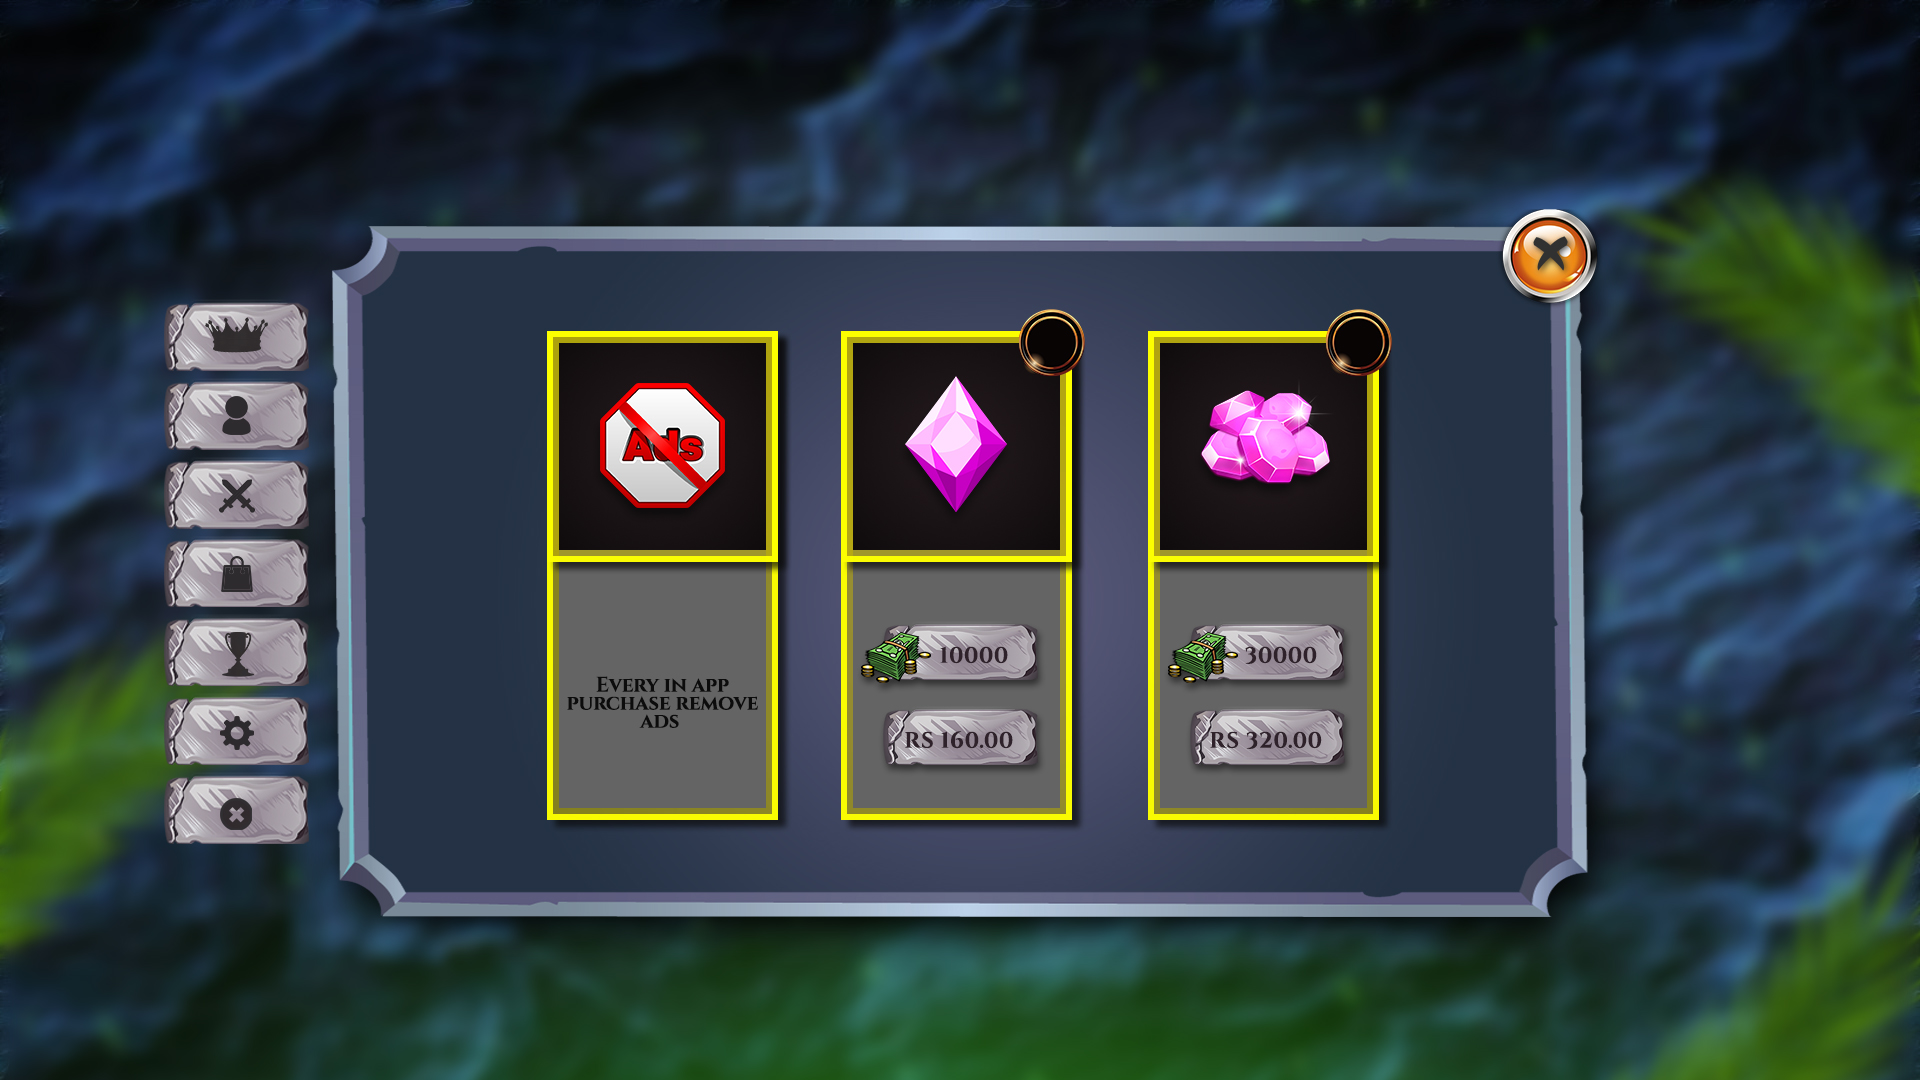 Ads
Every in app
purchase remove
ads
10000
RS 160.00
30000
RS 320.00